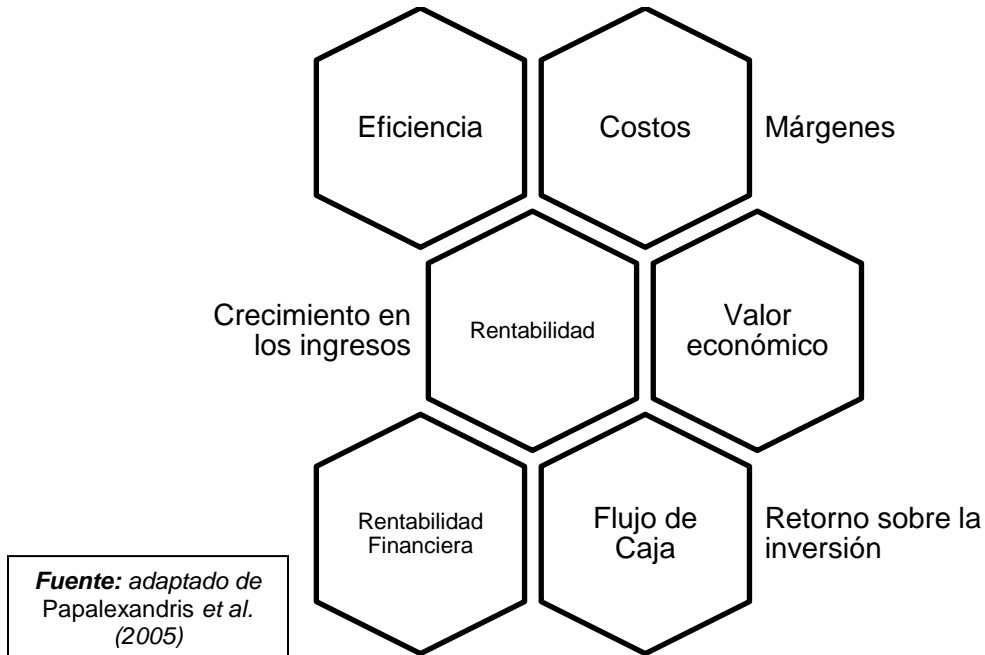 Eficiencia
Costos
Márgenes
Crecimiento en
los ingresos
Rentabilidad
Valor
económico
Rentabilidad
Financiera
Flujo de
Caja
Retorno sobre la
inversión
Fuente: adaptado de
Papalexandris et al.
(2005)